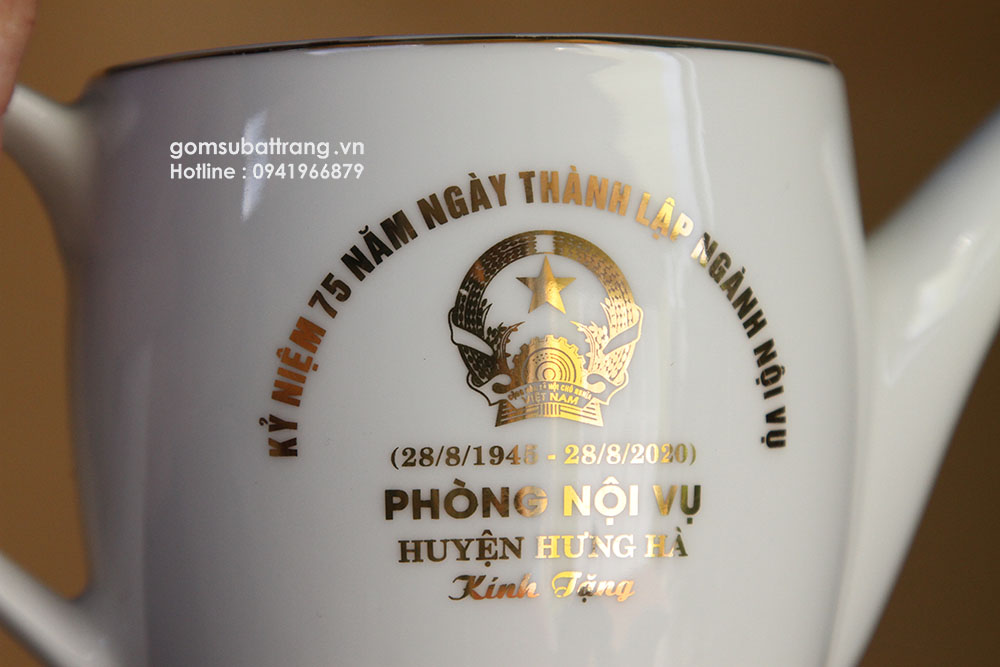 gomsubattrang.vn
Hotline : 0941966879
KỶ NIỆM 75 NĂM NGÀY THÀNH LẬP NGÀNH NỘI VỤ
VIỆT NAM
(28/8/1945 - 28/8/2020)
PHÒNG NỘI VỤ
HUYỆN HƯNG HÀ
Kính Tặng